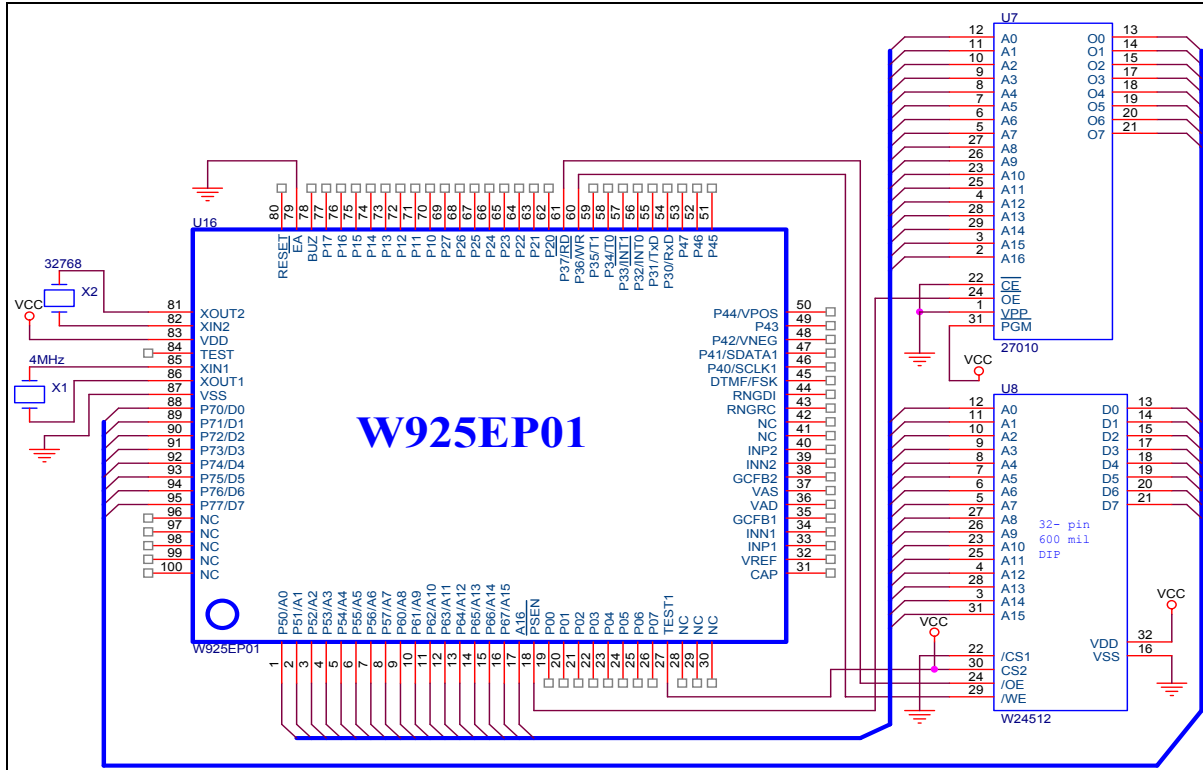 U7
12 A0 O0 13
11 A1 O1 14
10 A2 O2 15
9 A3 O3 17
8 A4 O4 18
7 A5 O5 19
6 A6 O6 20
5 A7 O7 21
27 A8
26 A9
23 A10
25 A11
4 A12
28 A13
29 A14
3 A15
2 A16
22 CE
24 OE
1 VPP
31 PGM
27010
VCC
U16
80 79 78 77 76 75 74 73 72 71 70 69 68 67 66 65 64 63 62 61 60 59 58 57 56 55 54 53 52 51
RESET EA BUZ P17 P16 P15 P14 P13 P12 P11 P10 P27 P26 P25 P24 P23 P22 P21 P20 P37/RD P36/WR P35/T1 P34/T0 P33/INT1 P32/INT0 P31/TxD P30/RxD P47 P46 P45
32768
X2
VCC
4MHz
X1
81 XOUT2
82 XIN2
83 VDD
84 TEST
85 XIN1
86 XOUT1
87 VSS
88 P70/D0
89 P71/D1
90 P72/D2
91 P73/D3
92 P74/D4
93 P75/D5
94 P76/D6
95 P77/D7
96 NC
97 NC
98 NC
99 NC
100 NC
W925EP01
P44/VPOS 50
P43 49
P42/VNEG 48
P41/SDATA1 47
P40/SCLK1 46
DTMF/FSK 45
RNGDI 44
RNGRC 43
NC 42
NC 41
INP2 40
INN2 39
GCFB2 38
VAS 37
VAD 36
GCFB1 35
INN1 34
INP1 33
VREF 32
CAP 31
P50/A0 P51/A1 P52/A2 P53/A3 P54/A4 P55/A5 P56/A6 P57/A7 P60/A8 P61/A9 P62/A10 P63/A11 P64/A12 P65/A13 P66/A14 P67/A15 A16 PSEN P00 P01 P02 P03 P04 P05 P06 P07 TEST1 NC NC NC
W925EP01
1 2 3 4 5 6 7 8 9 10 11 12 13 14 15 16 17 18 19 20 21 22 23 24 25 26 27 28 29 30
U8
12 A0 D0 13
11 A1 D1 14
10 A2 D2 15
9 A3 D3 17
8 A4 D4 18
7 A5 D5 19
6 A6 D6 20
5 A7 D7 21
27 A8
26 A9
23 A10
25 A11
4 A12
28 A13
3 A14
31 A15
32- pin
600 mil
DIP
VCC
VCC
VDD 32
VSS 16
22 /CS1
30 CS2
24 /OE
29 /WE
W24512